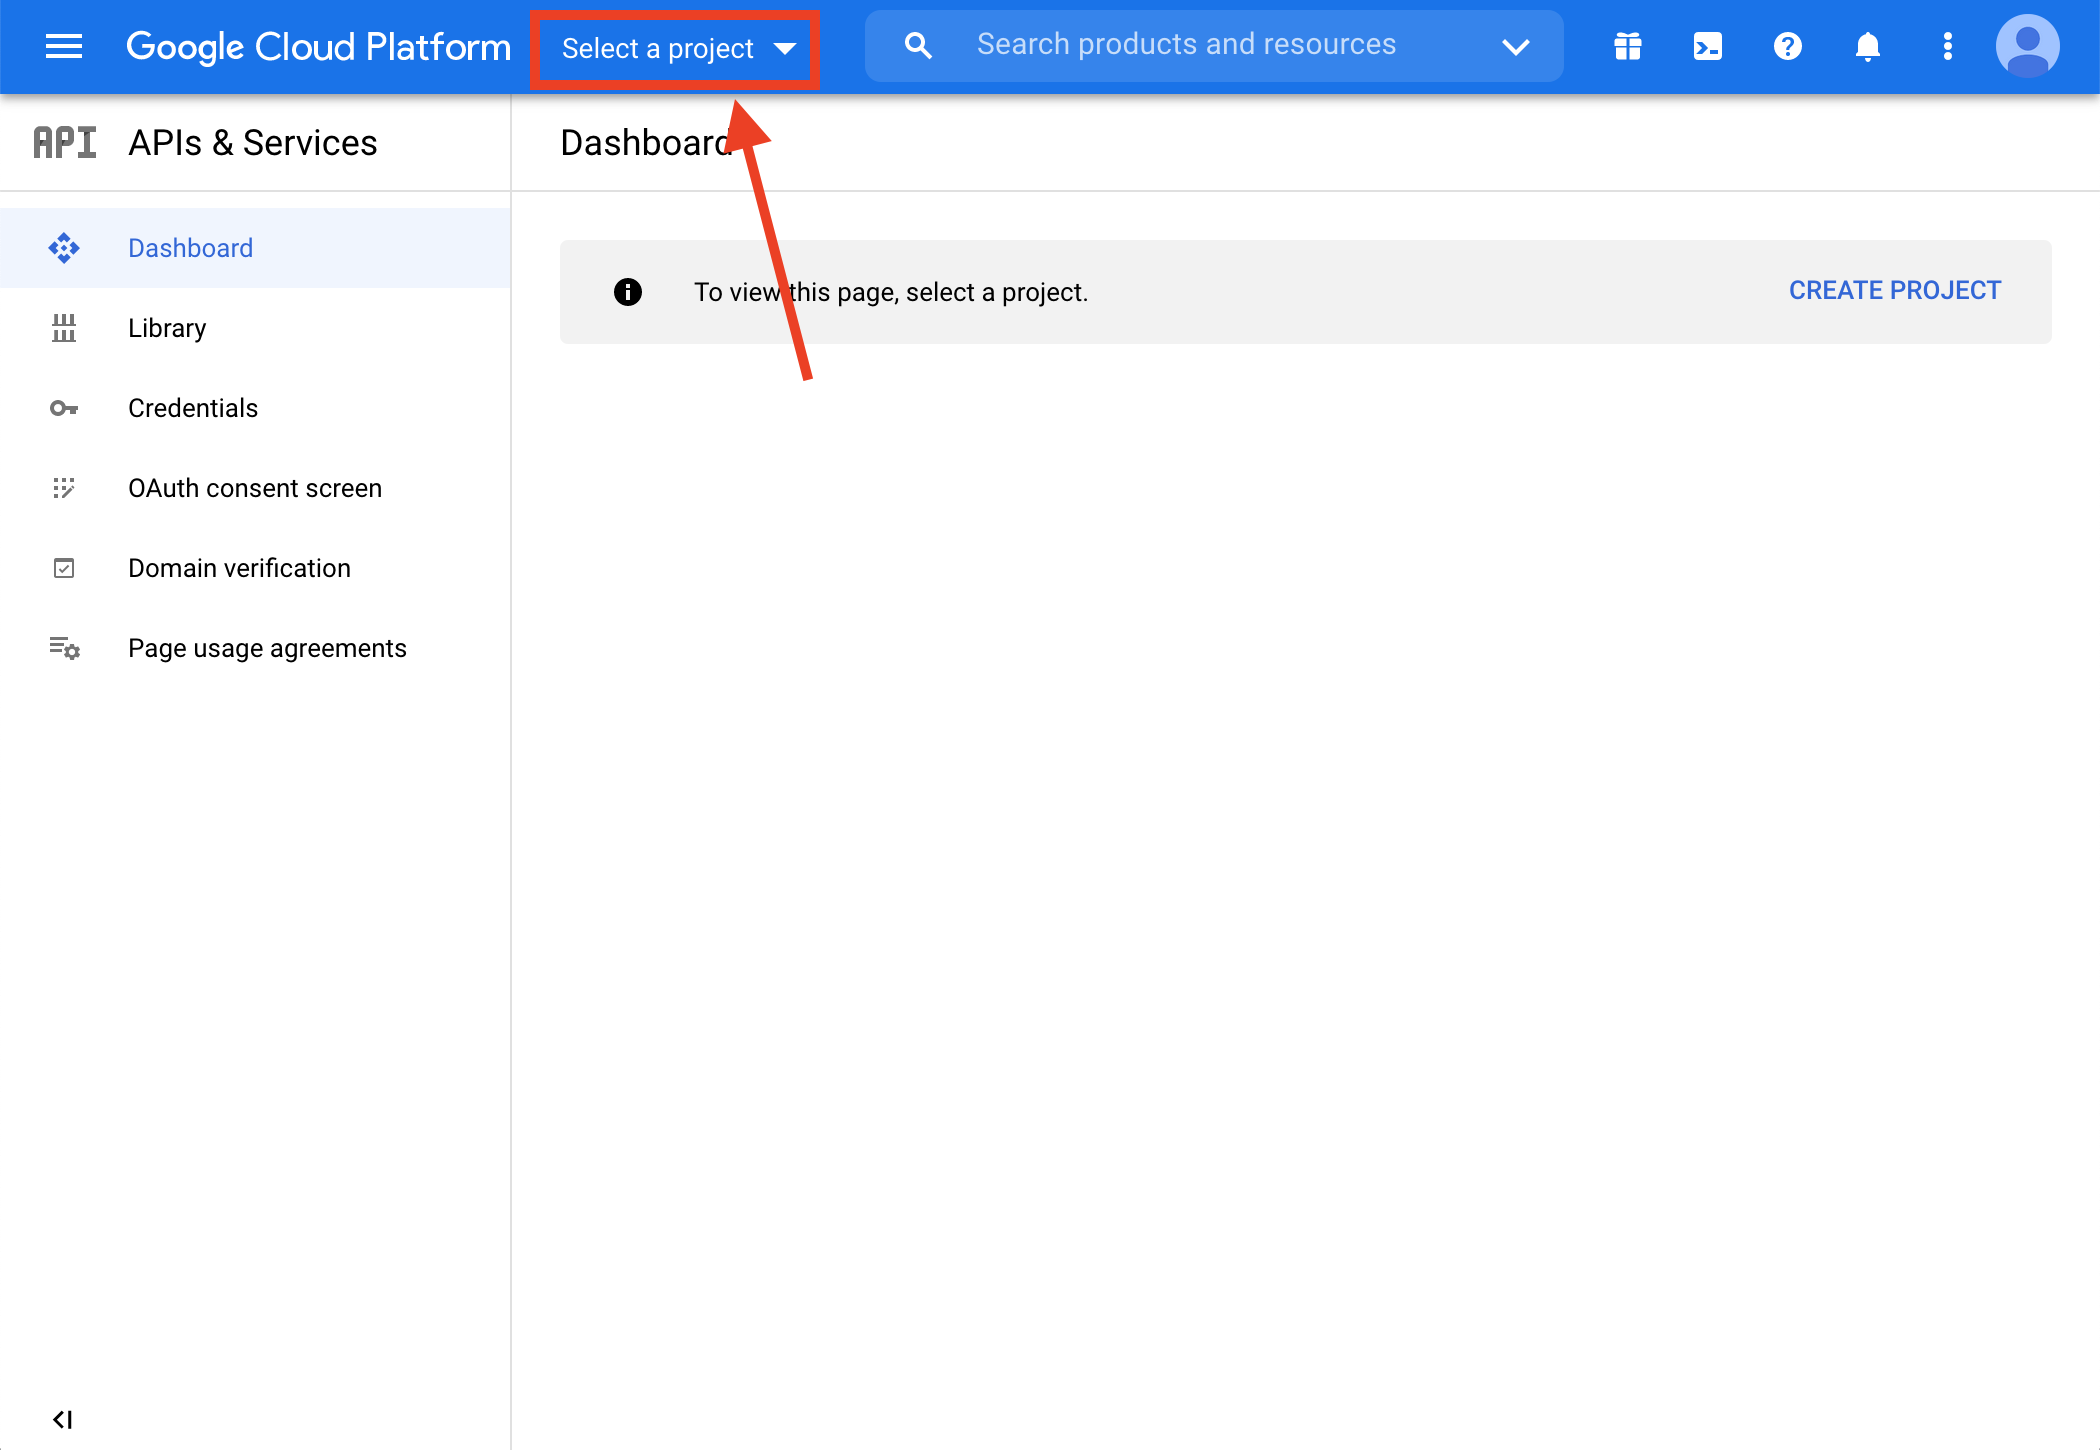 Google Cloud Platform
Select a project
Search products and resources
API
APIs & Services
Dashboard
Dashboard
Library
Credentials
OAuth consent screen
Domain verification
Page usage agreements
To view this page, select a project.
CREATE PROJECT